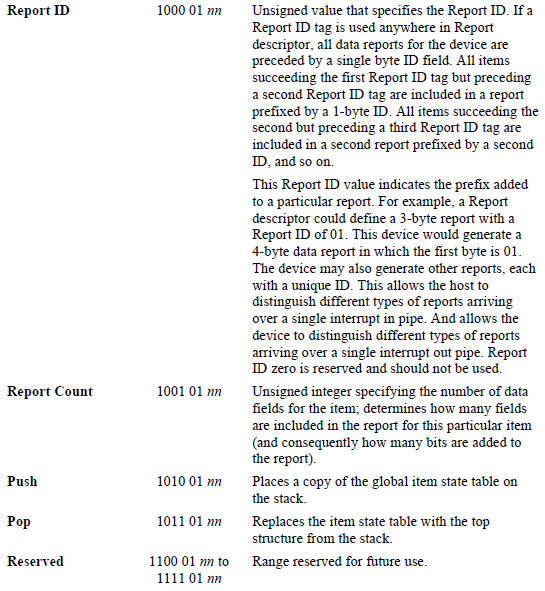 Report ID 1000 01 nn Unsigned value that specifies the Report ID. If a
Report ID tag is used anywhere in Report
descriptor, all data reports for the device are
preceded by a single byte ID field. All items
succeeding the first Report ID tag but preceding
a second Report ID tag are included in a report
prefixed by a 1-byte ID. All items succeeding the
second but preceding a third Report ID tag are
included in a second report prefixed by a second
ID, and so on.
This Report ID value indicates the prefix added
to a particular report. For example, a Report
descriptor could define a 3-byte report with a
Report ID of 01. This device would generate a
4-byte data report in which the first byte is 01.
The device may also generate other reports, each
with a unique ID. This allows the host to
distinguish different types of reports arriving
over a single interrupt in pipe. And allows the
device to distinguish different types of reports
arriving over a single interrupt out pipe. Report
ID zero is reserved and should not be used.
Report Count 1001 01 nn Unsigned integer specifying the number of data
fields for the item; determines how many fields
are included in the report for this particular item
(and consequently how many bits are added to
the report).
Push 1010 01 nn Places a copy of the global item state table on
the stack.
Pop 1011 01 nn Replaces the item state table with the top
structure from the stack.
Reserved 1100 01 nn to Range reserved for future use.
1111 01 nn